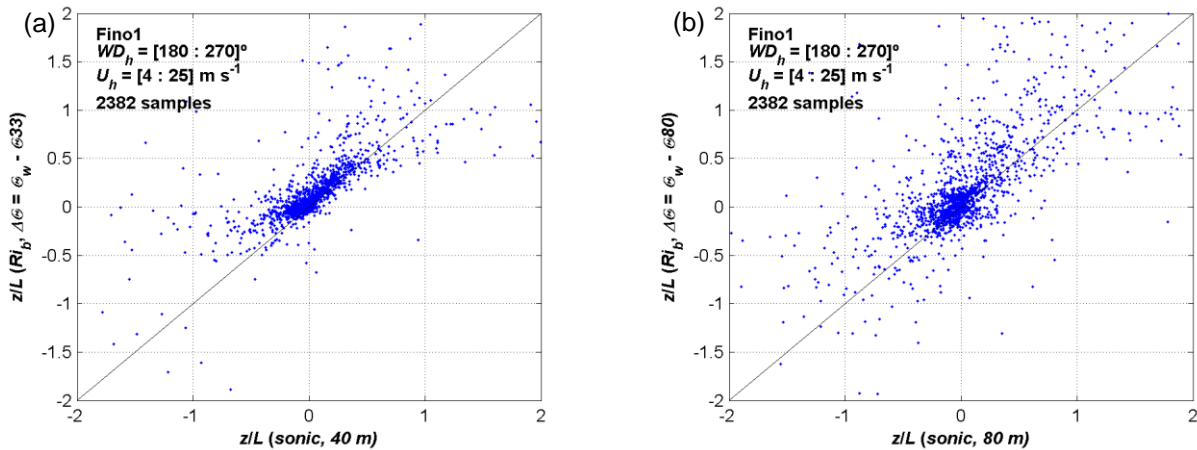 (a)
Fino1
WD_h = [180 : 270]º
U_h = [4 : 25] m s⁻¹
2382 samples
2
1.5
1
0.5
0
-0.5
-1
-1.5
-2
-2
-1
0
1
2
z/L (Ri_b, ΔΘ = Θ_w - Θ33)
z/L (sonic, 40 m)
(b)
Fino1
WD_h = [180 : 270]º
U_h = [4 : 25] m s⁻¹
2382 samples
2
1.5
1
0.5
0
-0.5
-1
-1.5
-2
-2
-1
0
1
2
z/L (Ri_b, ΔΘ = Θ_w - Θ80)
z/L (sonic, 80 m)